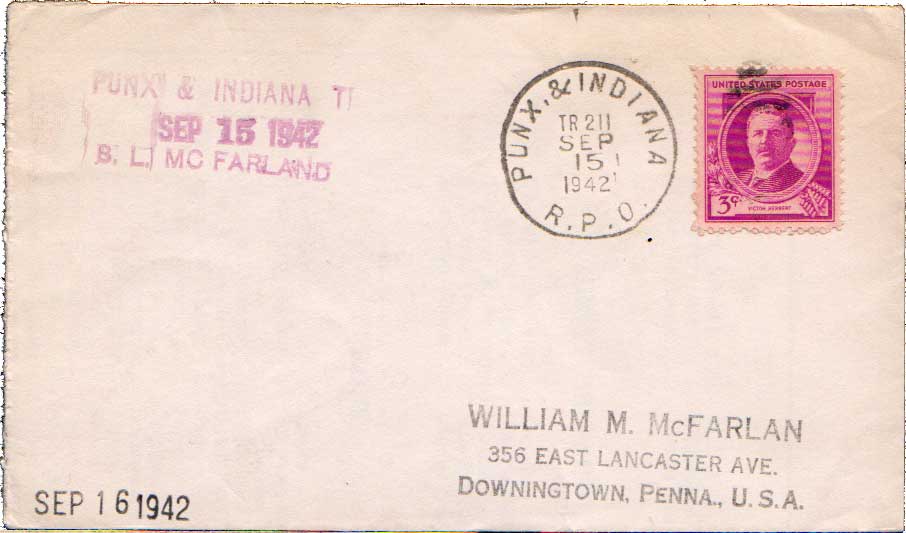 PUNX & INDIANA
SEP 15 1942
B. L. MC FARLAND
PUNX. & INDIANA
TR 211
SEP
15
1942
R.P.O.
UNITED STATES POSTAGE
3¢
VICTOR HERBERT
WILLIAM M. McFARLAN
356 EAST LANCASTER AVE.
DOWNINGTOWN, PENNA., U.S.A.
SEP 16 1942